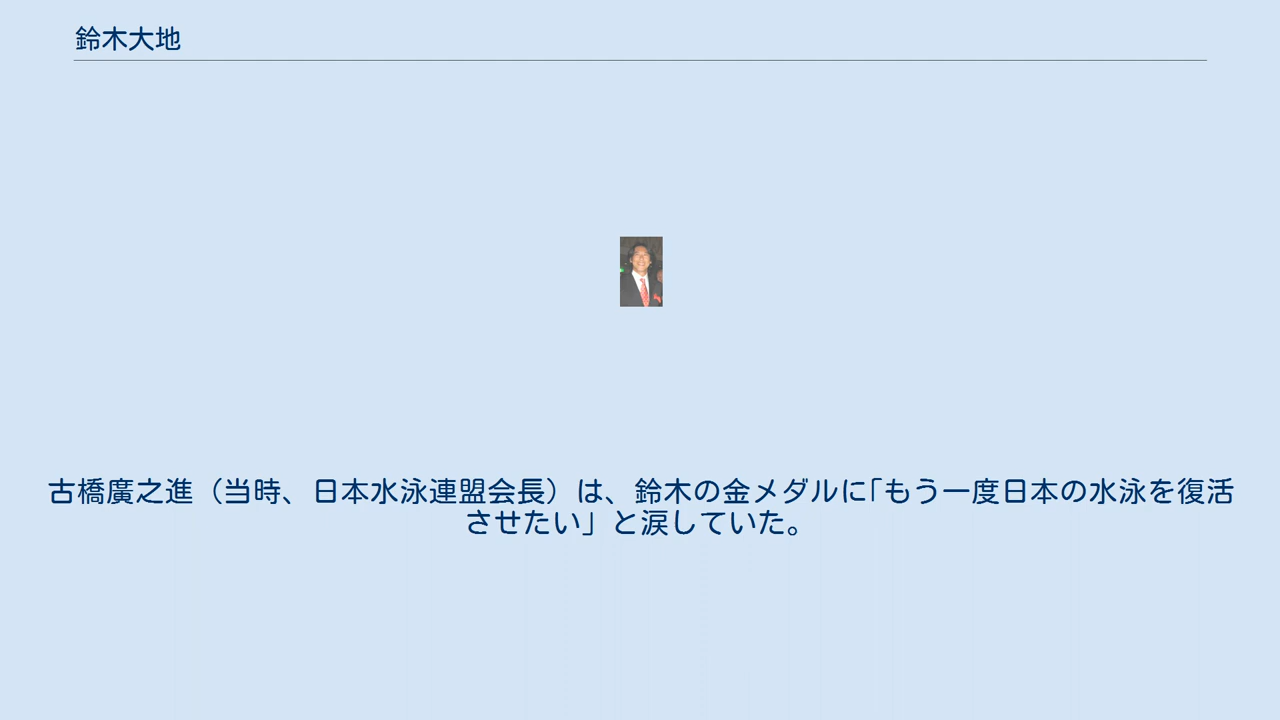 鈴木大地
古橋廣之進（当時、日本水泳連盟会長）は、鈴木の金メダルに｢もう一度日本の水泳を復活
させたい」と涙していた。